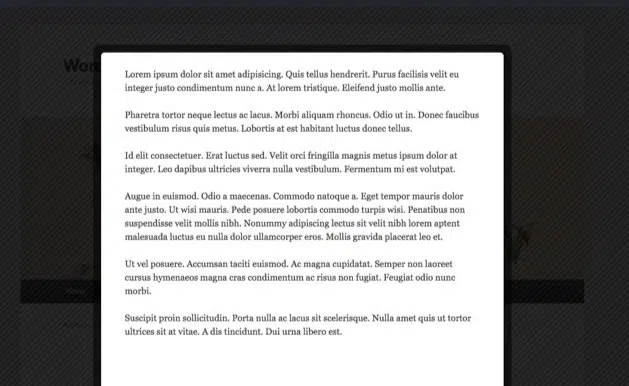 Lorem ipsum dolor sit amet adipisicing. Quis tellus hendrerit. Purus facilisis velit eu
integer justo condimentum nunc a. At lorem tristique. Eleifend justo mollis ante.
Pharetra tortor neque lectus ac lacus. Morbi aliquam rhoncus. Odio ut in. Donec faucibus
vestibulum risus quis metus. Lobortis at est habitant luctus donec tellus.
Id elit consectetuer. Erat luctus sed. Velit orci fringilla magnis metus ipsum dolor at
integer. Leo dapibus ultricies viverra nulla vestibulum. Fermentum mi est volutpat.
Augue in euismod. Odio a maecenas. Commodo natoque a. Eget tempor mauris dolor
ante justo. Ut wisi mauris. Pede posuere lobortis commodo turpis wisi. Penatibus non
suspendisse velit mollis nibh. Nonummy adipiscing lectus sit velit nibh lorem aptent
malesuada luctus eu nulla dolor ullamcorper eros. Mollis gravida placerat leo et.
Ut vel posuere. Accumsan taciti euismod. Ac magna cupidatat. Semper non laoreet
cursus hymenaeos magna cras condimentum ac risus non fugiat. Feugiat odio nunc
morbi.
Suscipit proin sollicitudin. Porta nulla ac lacus sit scelerisque. Nulla amet quis ut tortor
ultrices sit at vitae. A dis tincidunt. Dui urna libero est.